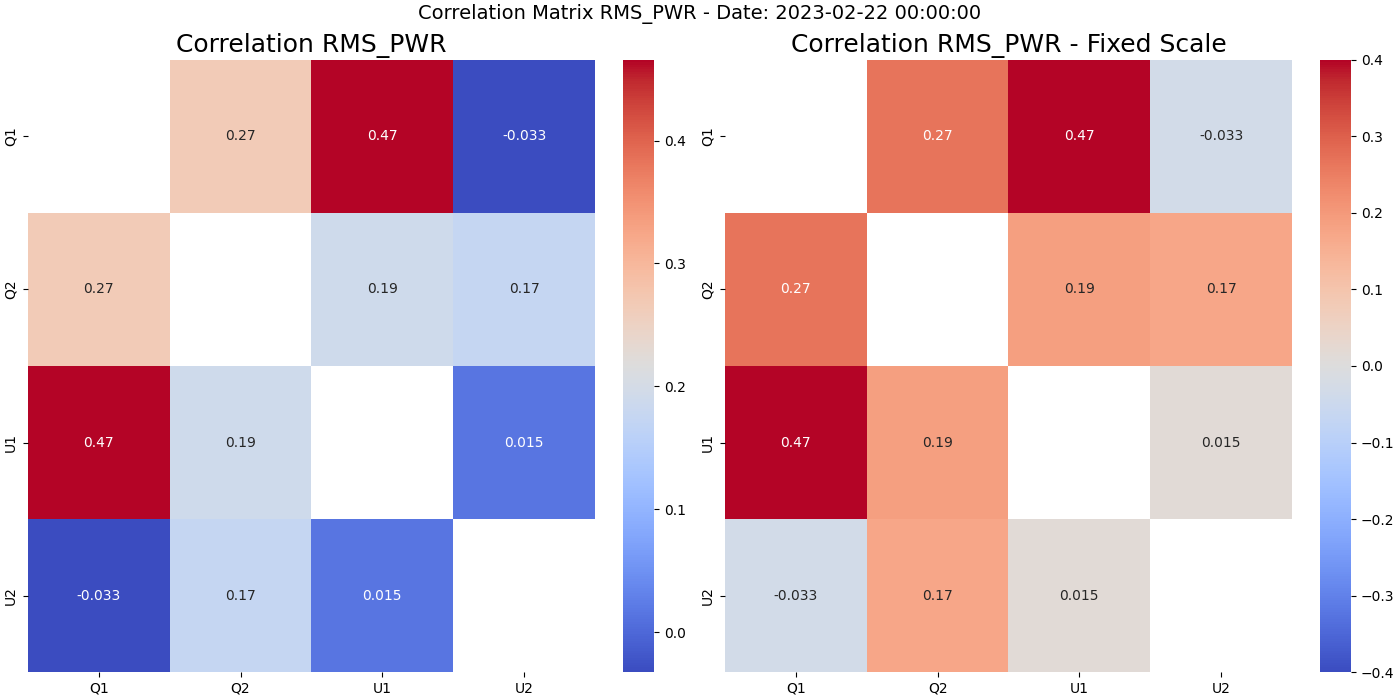 Correlation Matrix RMS_PWR - Date: 2023-02-22 00:00:00
Correlation RMS_PWR
Q1
0.27
0.47
-0.033
Q2
0.27
0.19
0.17
U1
0.47
0.19
0.015
U2
-0.033
0.17
0.015
Q1
Q2
U1
U2
0.4
0.3
0.2
0.1
0.0
Correlation RMS_PWR - Fixed Scale
Q1
0.27
0.47
-0.033
Q2
0.27
0.19
0.17
U1
0.47
0.19
0.015
U2
-0.033
0.17
0.015
Q1
Q2
U1
U2
0.4
0.3
0.2
0.1
0.0
−0.1
−0.2
−0.3
−0.4